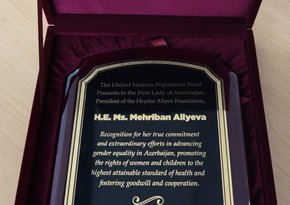 The United Nations Population Fund
Presents to the First Lady of Azerbaijan,
President of the Heydar Aliyev Foundation,
H.E. Ms. Mehriban Aliyeva
Recognition for her true commitment
and extraordinary efforts in advancing
gender equality in Azerbaijan, promoting
the rights of women and children to the
highest attainable standard of health and
fostering goodwill and cooperation.